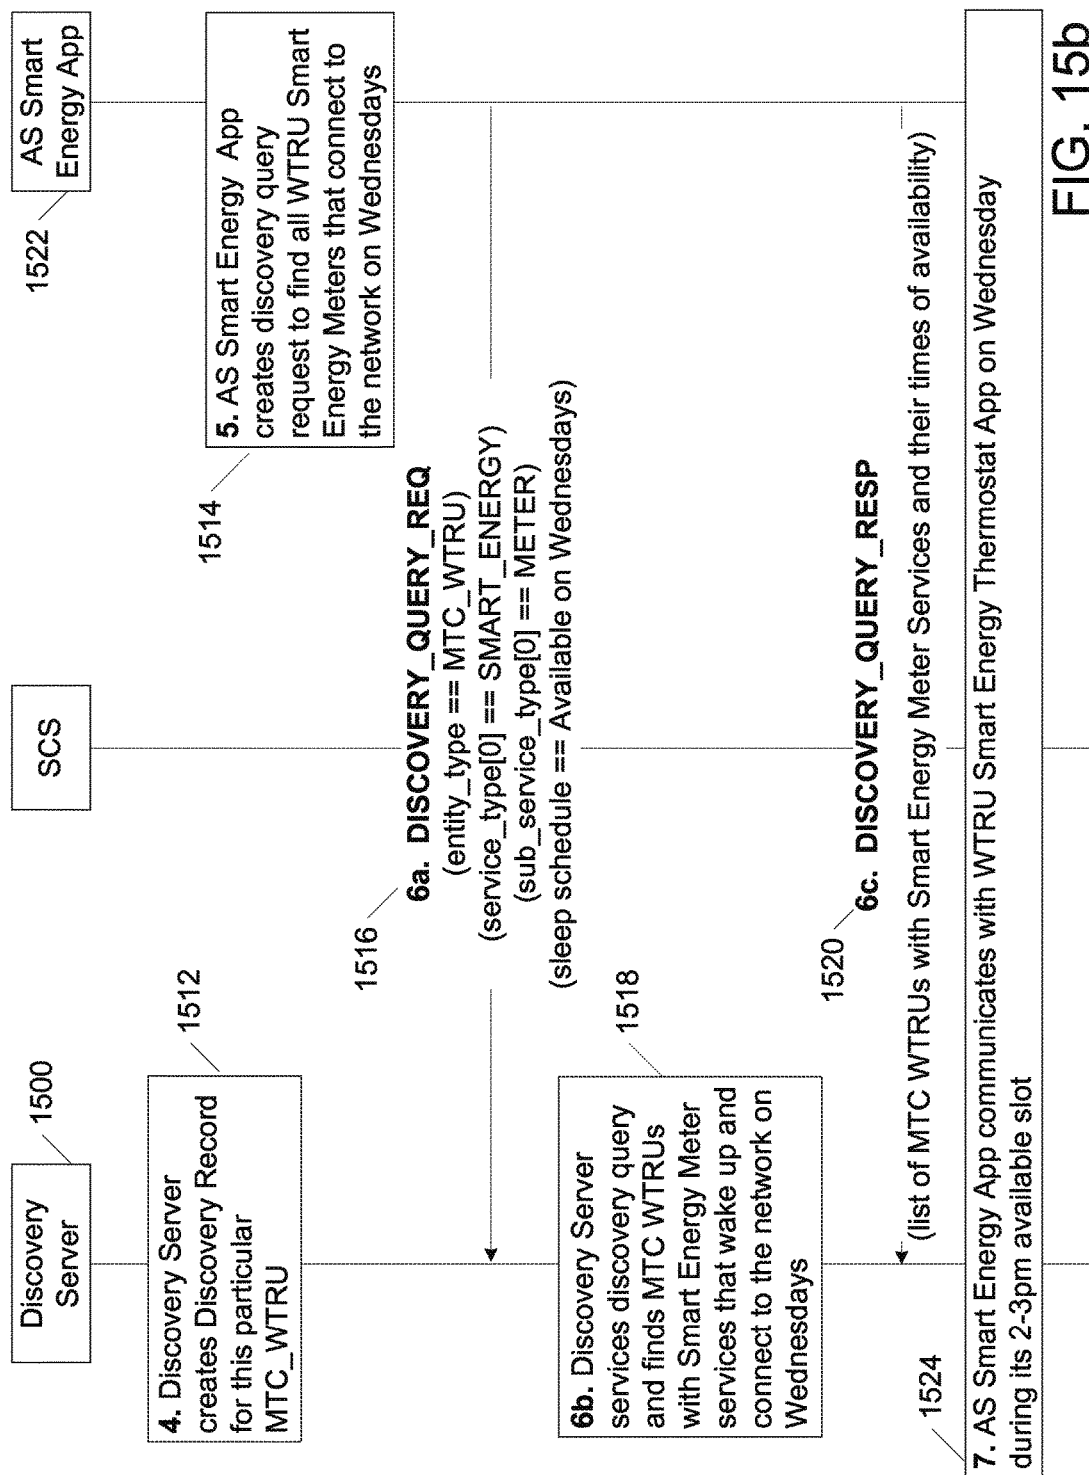 Discovery
Server
1500
SCS
AS Smart
Energy App
1522
4. Discovery Server
creates Discovery Record
for this particular
MTC_WTRU
1512
5. AS Smart Energy App
creates discovery query
request to find all WTRU Smart
Energy Meters that connect to
the network on Wednesdays
1514
1516
6a. DISCOVERY_QUERY_REQ
(entity_type == MTC_WTRU)
(service_type[0] == SMART_ENERGY)
(sub_service_type[0] == METER)
(sleep schedule == Available on Wednesdays)
6b. Discovery Server
services discovery query
and finds MTC WTRUs
with Smart Energy Meter
services that wake up and
connect to the network on
Wednesdays
1518
1520
6c. DISCOVERY_QUERY_RESP
(list of MTC WTRUs with Smart Energy Meter Services and their times of availability)
1524
7. AS Smart Energy App communicates with WTRU Smart Energy Thermostat App on Wednesday
during its 2-3pm available slot
FIG. 15b